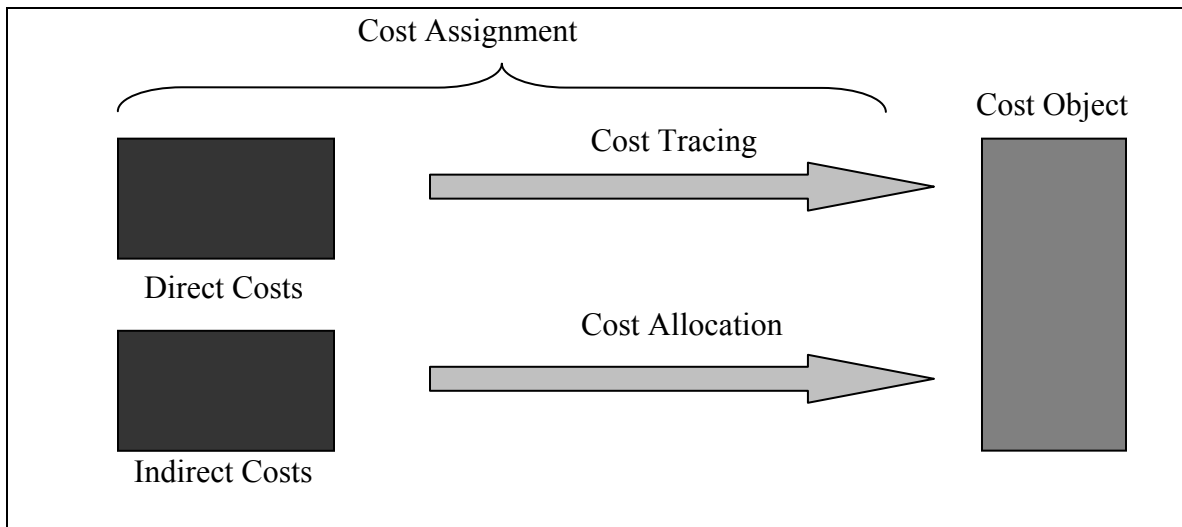 Cost Assignment
Cost Object
Cost Tracing
Direct Costs
Cost Allocation
Indirect Costs